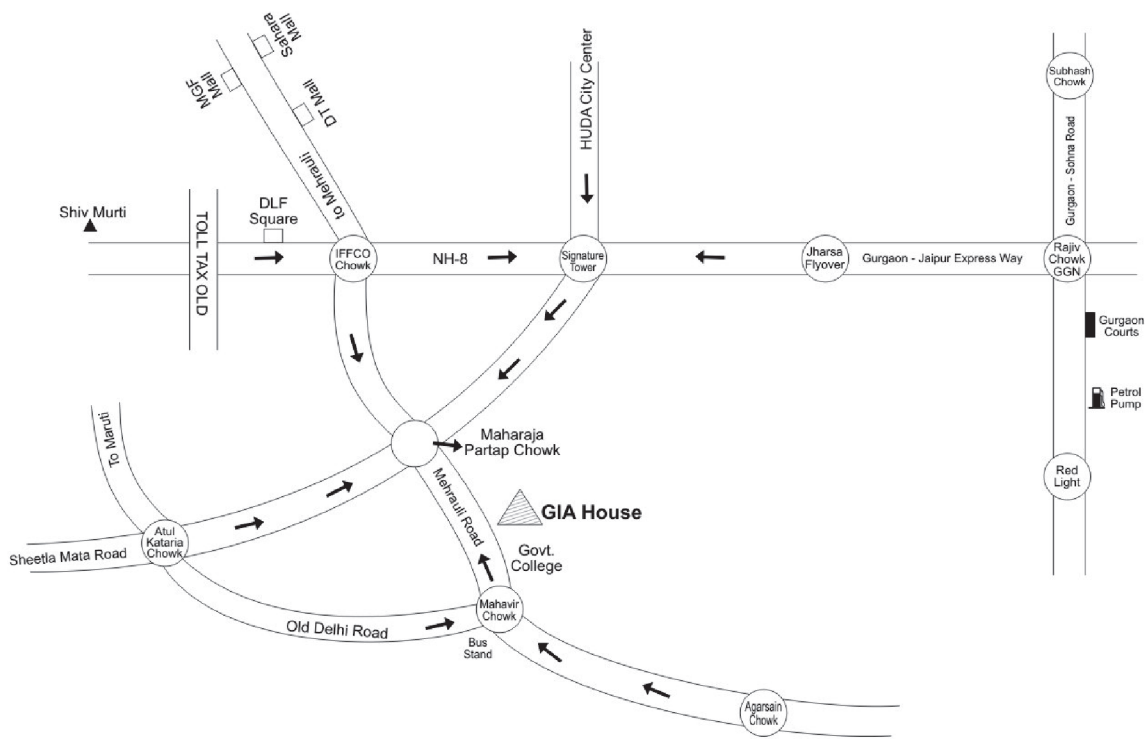 Sahara
Mall
MGF
Mall
DT Mall
to Mehrauli
HUDA City Center
Subhash
Chowk
Gurgaon - Sohna Road
Shiv Murti
TOLL TAX OLD
DLF
Square
IFFCO
Chowk
NH-8
Signature
Tower
Jharsa
Flyover
Gurgaon - Jaipur Express Way
Rajiv
Chowk
GGN
Gurgaon
Courts
Petrol
Pump
Red
Light
To Maruti
Maharaja
Partap Chowk
Mehrauli Road
GIA House
Govt.
College
Atul
Kataria
Chowk
Sheetla Mata Road
Old Delhi Road
Mahavir
Chowk
Bus
Stand
Agarsain
Chowk